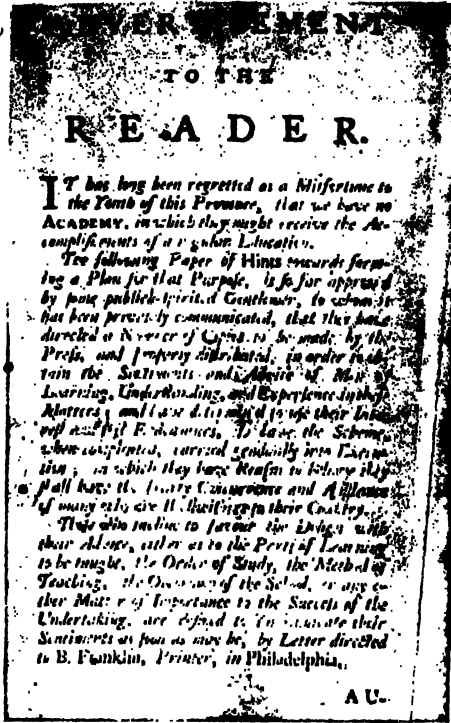 ADVERTISEMENT
TO THE
READER.
IT has long been regretted as a Misfortune to
the Youth of this Province, that we have no
ACADEMY, in which they might receive the Ac-
complishments of a regular Education.
The following Paper of Hints towards form-
ing a Plan for that Purpose, is so far approv'd
by some publick-spirited Gentlemen, to whom it
has been privately communicated, that they have
directed a Number of Copies to be made by the
Press, and properly distributed, in order to ob-
tain the Sentiments and Advice of Men of
Learning, Understanding, and Experience in these
Matters; and have determin'd to use their Inte-
rest and best Endeavours, to have the Scheme,
when compleated, carried gradually into Execu-
tion; in which they have Reason to believe they
shall have the hearty Concurrence and Assistance
of many who are Wellwishers to their Country.
Those who incline to favour the Design with
their Advice, either as to the Parts of Learning
to be taught, the Order of Study, the Method of
Teaching, the Oeconomy of the School, or any o-
ther Matter of Importance to the Success of the
Undertaking, are desired to communicate their
Sentiments as soon as may be, by Letter directed
to B. Franklin, Printer, in Philadelphia.
AU-